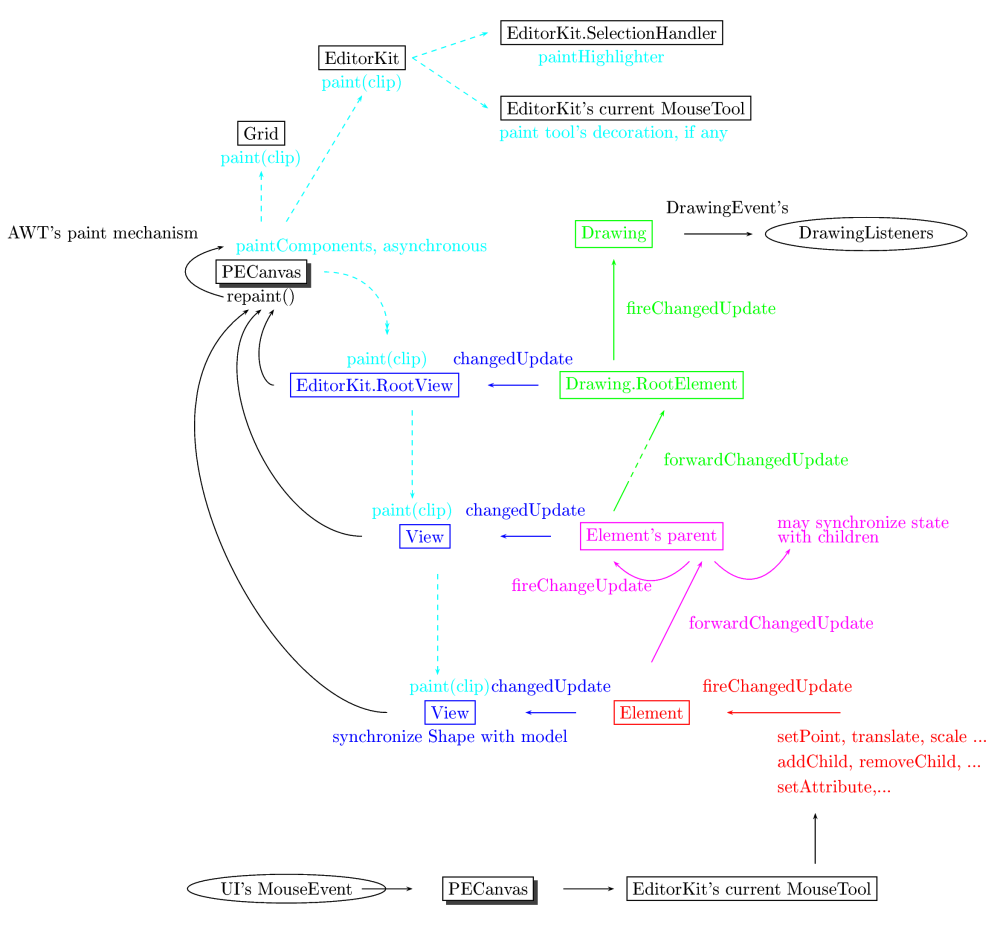 EditorKit.SelectionHandler
EditorKit
paintHighlighter
paint(clip)
EditorKit's current MouseTool
Grid
paint tool's decoration, if any
paint(clip)
DrawingEvent's
AWT's paint mechanism
Drawing
DrawingListeners
paintComponents, asynchronous
PECanvas
repaint()
fireChangedUpdate
paint(clip)
changedUpdate
EditorKit.RootView
Drawing.RootElement
forwardChangedUpdate
paint(clip)
changedUpdate
may synchronize state
with children
View
Element's parent
fireChangeUpdate
forwardChangedUpdate
paint(clip)
changedUpdate
fireChangedUpdate
View
Element
synchronize Shape with model
setPoint, translate, scale ...
addChild, removeChild, ...
setAttribute,...
UI's MouseEvent
PECanvas
EditorKit's current MouseTool